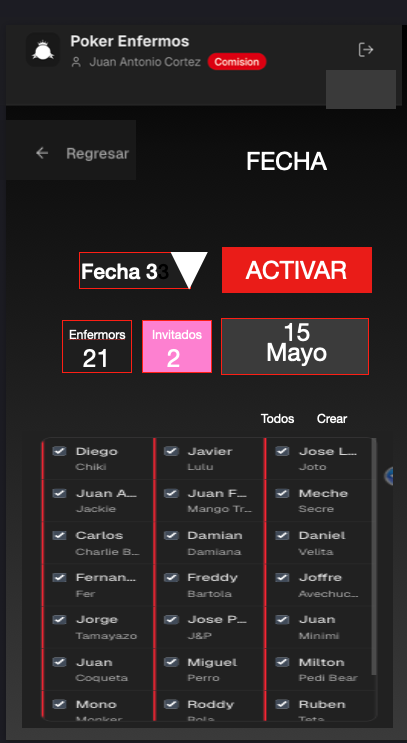 Poker Enfermos
Juan Antonio Cortez Comision
Regresar
FECHA
Fecha 33
ACTIVAR
Enfermors
21
Invitados
2
15
Mayo
Todos Crear
Diego Javier Jose L...
Chiki Lulu Joto
Juan A... Juan F... Meche
Jackie Mango Tr... Secre
Carlos Damian Daniel
Charlie B... Damiana Velita
Fernan... Freddy Joffre
Fer Bartola Avechuc...
Jorge Jose P... Juan
Tamayazo J&P Minimi
Juan Miguel Milton
Coqueta Perro Pedi Bear
Mono Roddy Ruben
Monker Rola Teta